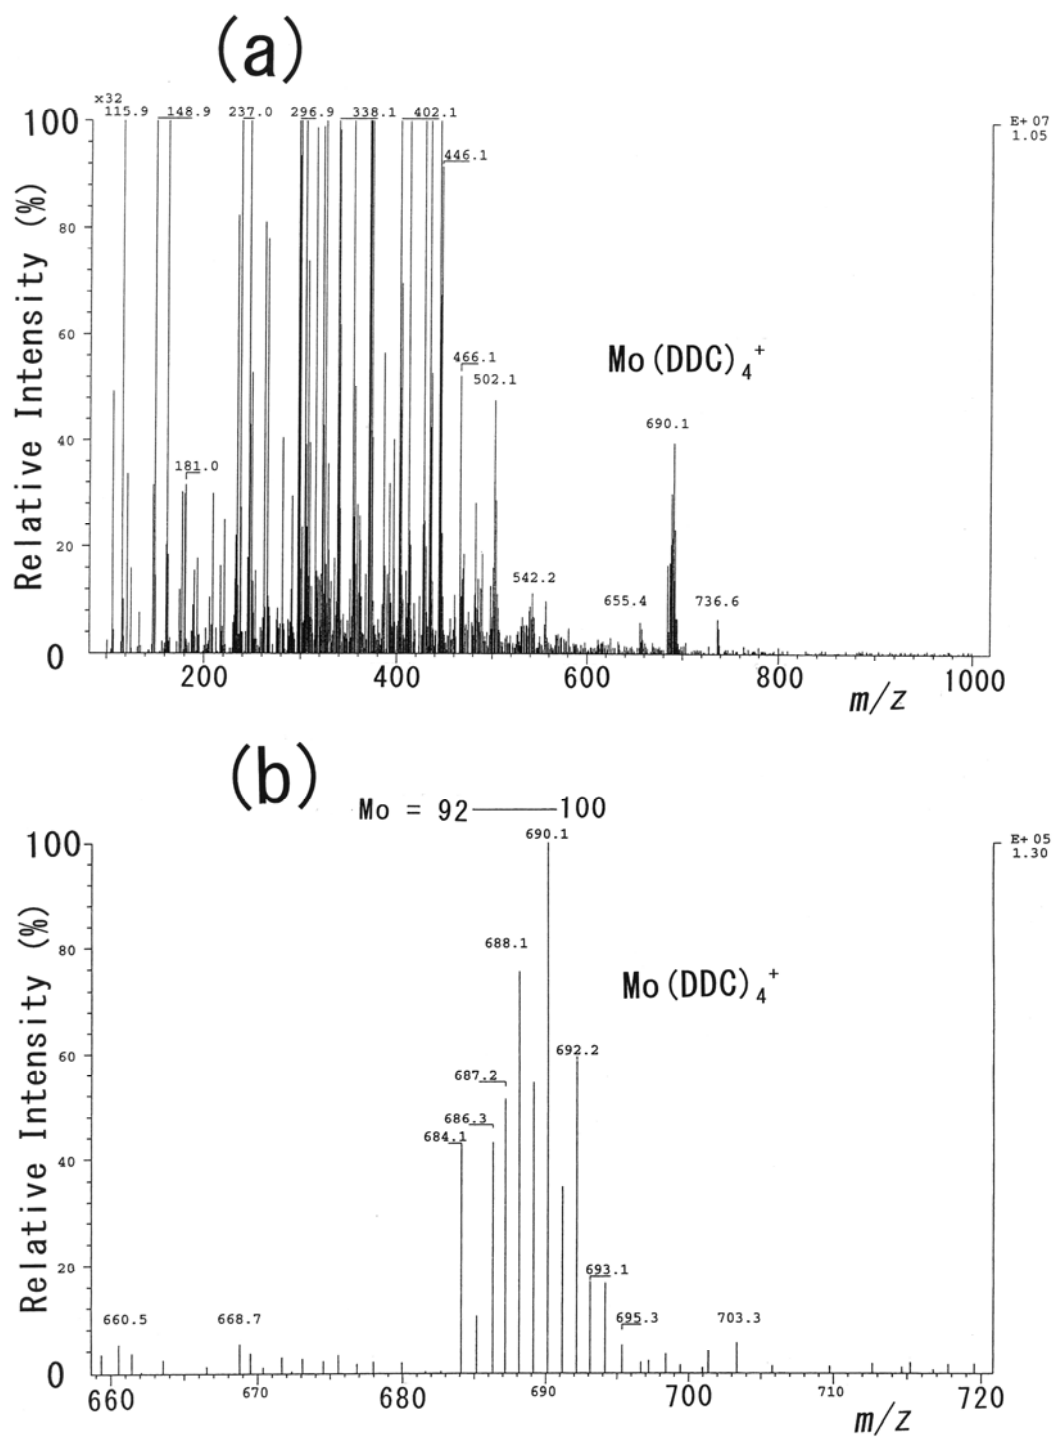 (a)
x32
115.9 148.9 237.0 296.9 338.1 402.1
100
E+ 07
1.05
446.1
80
60
Mo(DDC)4+
466.1
502.1
690.1
40
181.0
20
542.2
655.4
736.6
0
200 400 600 800 1000
m/z
Relative Intensity (%)
(b)
Mo = 92 100
690.1
100
E+ 05
1.30
688.1
80
Mo(DDC)4+
692.2
60
687.2
686.3
684.1
40
20
693.1
695.3
660.5 668.7 703.3
0
660 670 680 690 700 710 720
m/z
Relative Intensity (%)